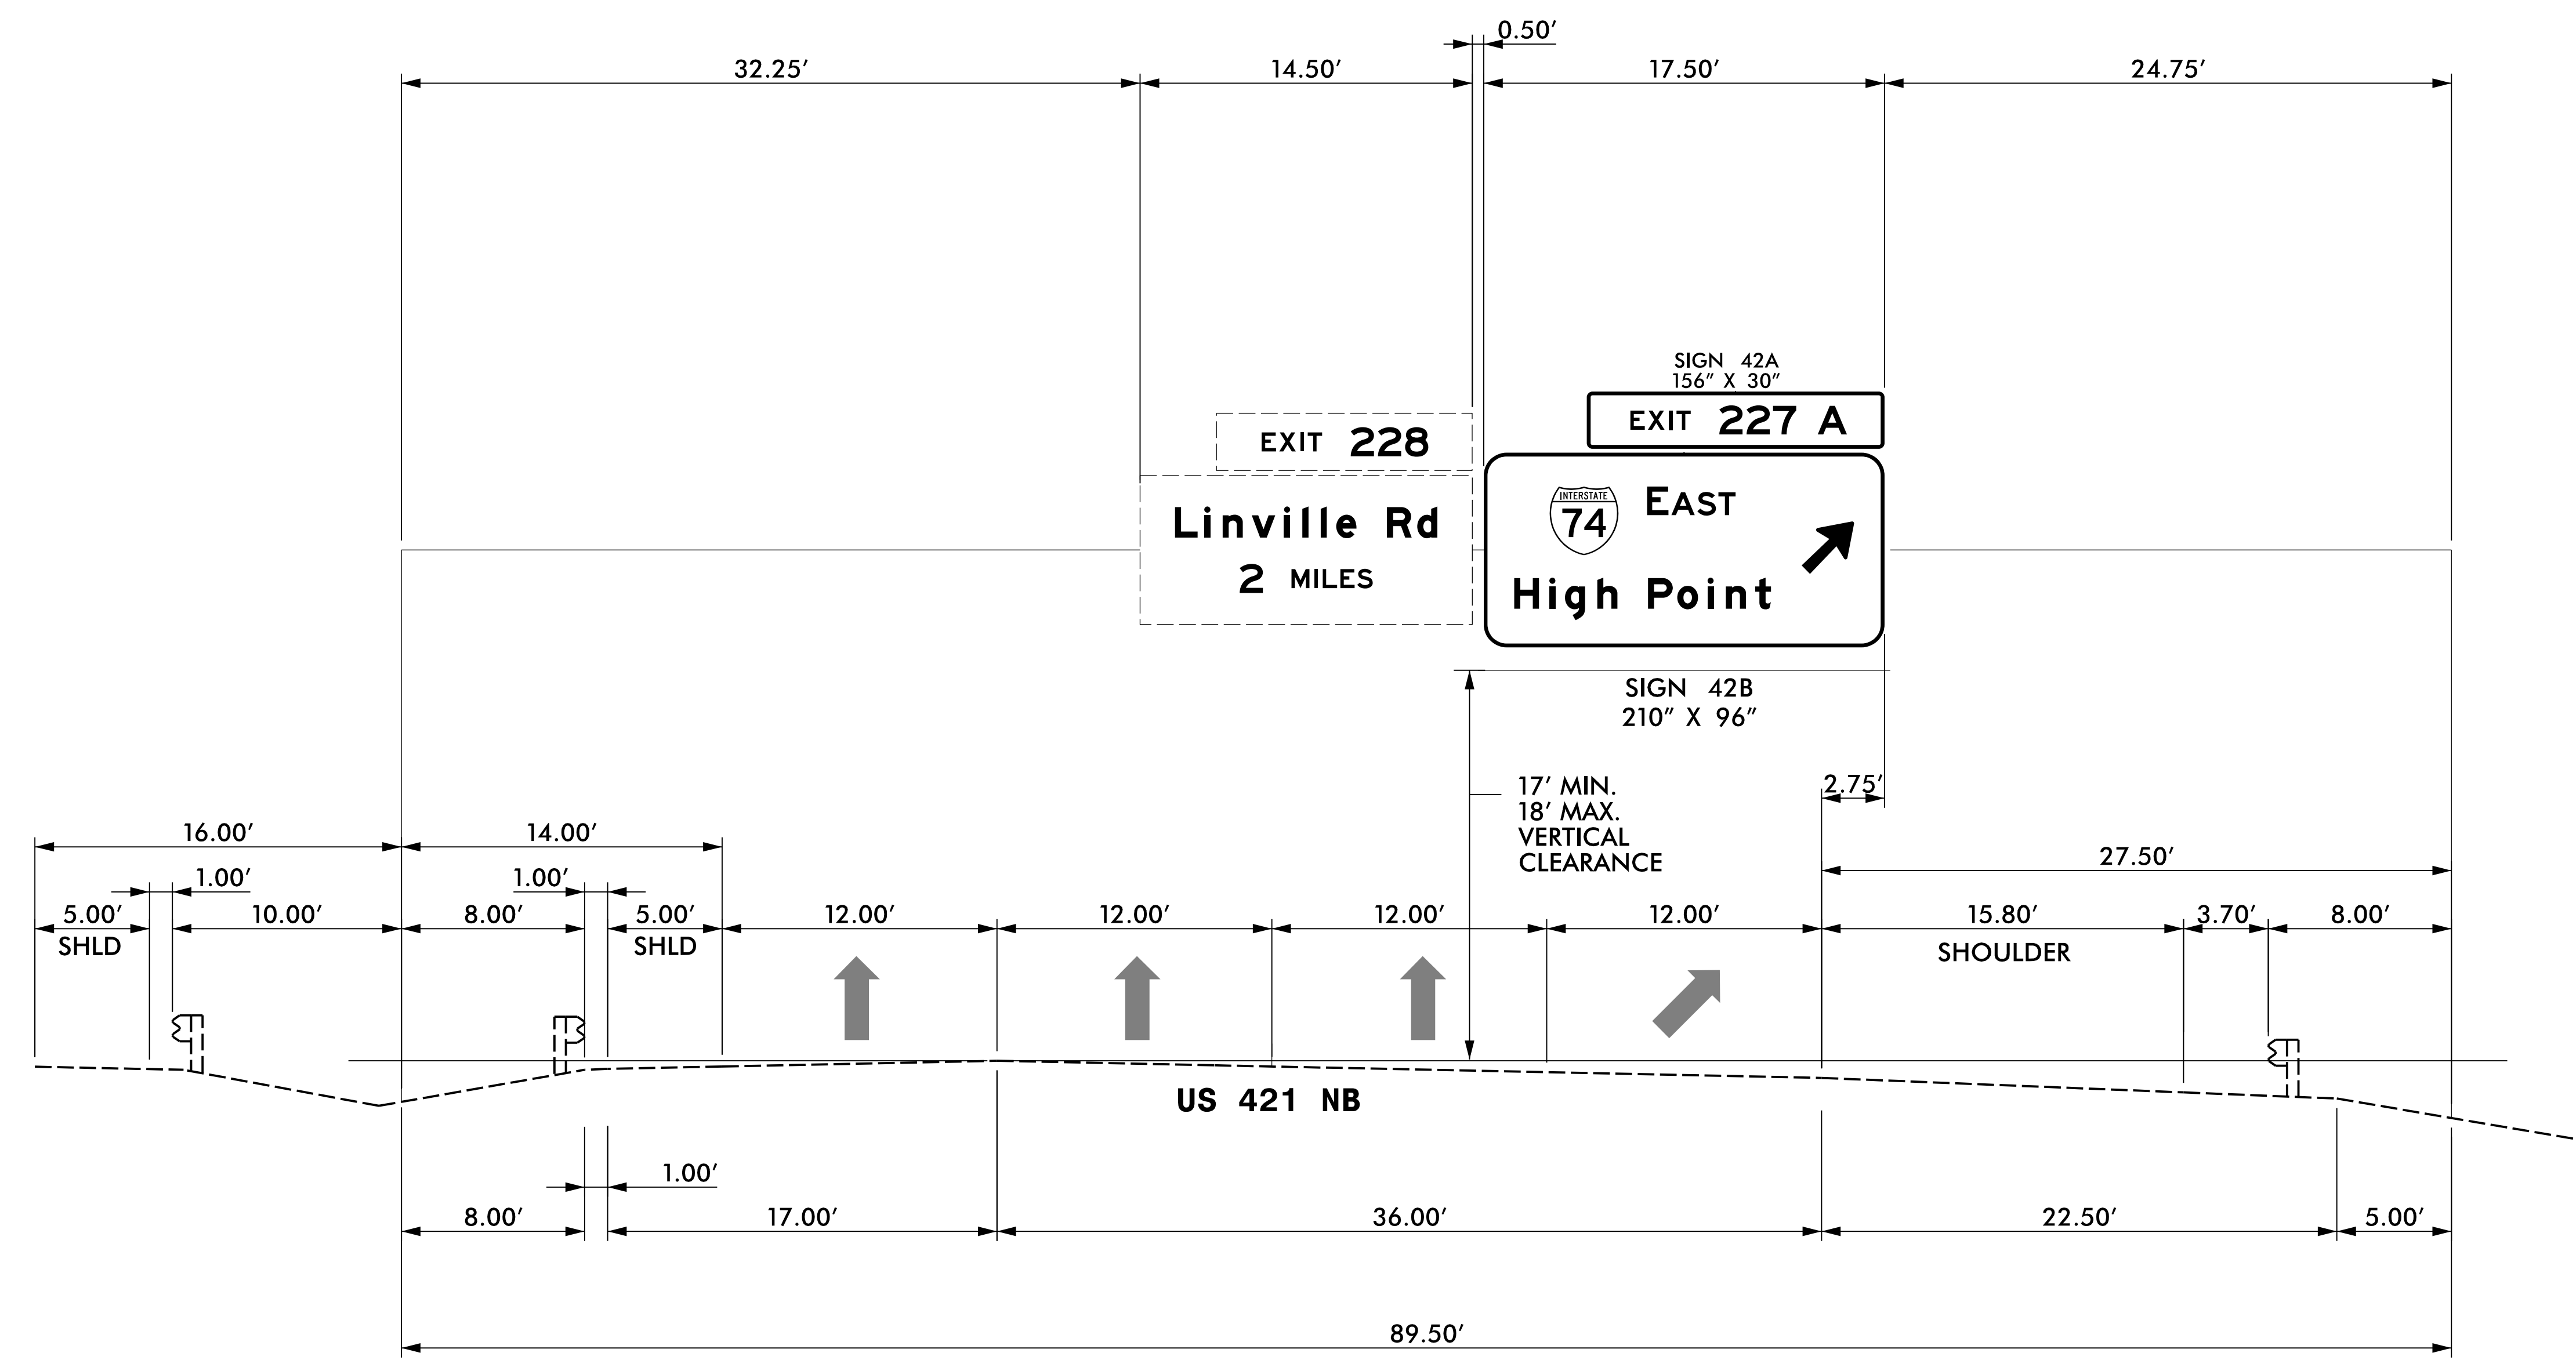 0.50'
32.25'
14.50'
17.50'
24.75'
SIGN 42A
156" X 30"
EXIT 227 A
EXIT 228
Linville Rd
2 MILES
INTERSTATE
74
EAST
High Point
SIGN 42B
210" X 96"
17' MIN.
18' MAX.
VERTICAL
CLEARANCE
2.75'
16.00'
14.00'
27.50'
1.00'
1.00'
5.00'
10.00'
8.00'
5.00'
12.00'
12.00'
12.00'
12.00'
15.80'
3.70'
8.00'
SHLD
SHLD
SHOULDER
US 421 NB
1.00'
8.00'
17.00'
36.00'
22.50'
5.00'
89.50'